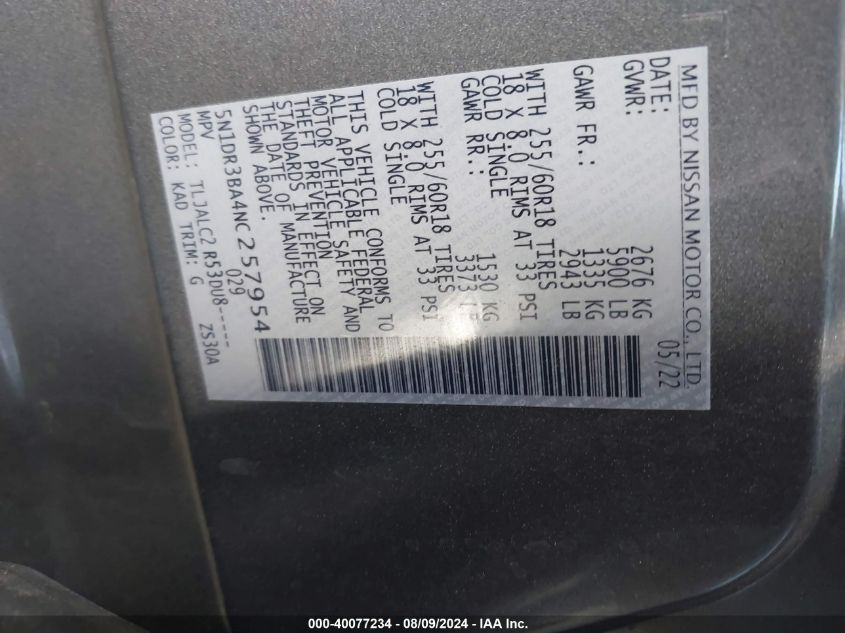 MFD BY NISSAN MOTOR CO., LTD.
DATE: 05/22
GVWR: 2676 KG
5900 LB
GAWR FR.: 1335 KG
2943 LB
WITH 255/60R18 TIRES
18 X 8.0 RIMS AT 33 PSI
COLD SINGLE
GAWR RR.: 1530 KG
3373 LB
WITH 255/60R18 TIRES
18 X 8.0 RIMS AT 33 PSI
COLD SINGLE
THIS VEHICLE CONFORMS TO
ALL APPLICABLE FEDERAL
MOTOR VEHICLE SAFETY AND
THEFT PREVENTION
STANDARDS IN EFFECT ON
THE DATE OF MANUFACTURE
SHOWN ABOVE.
5N1DR3BA4NC257954
MPV 029
MODEL: TLJALC2 R53DU8-----
COLOR: KAD TRIM: G ZS30A
000-40077234 - 08/09/2024 - IAA Inc.